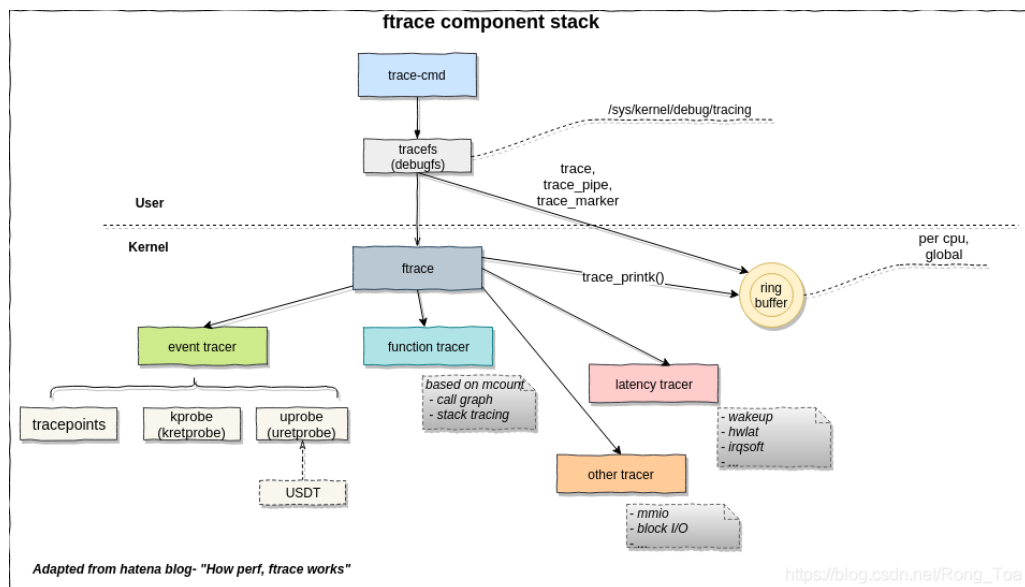 ftrace component stack
trace-cmd
/sys/kernel/debug/tracing
tracefs
(debugfs)
trace,
trace_pipe,
trace_marker
User
Kernel
per cpu,
global
ftrace
trace_printk()
ring
buffer
event tracer
function tracer
latency tracer
based on mcount
- call graph
- stack tracing
tracepoints
kprobe
(kretprobe)
uprobe
(uretprobe)
- wakeup
- hwlat
- irqsoft
- ...
other tracer
USDT
- mmio
- block I/O
- ...
Adapted from hatena blog- "How perf, ftrace works"
https://blog.csdn.net/Rong_Toa